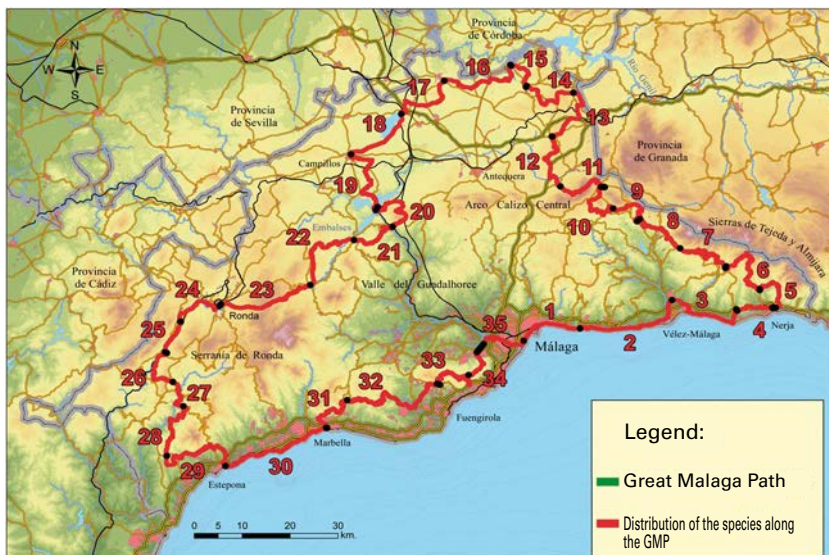 Provincia
de Córdoba
N
W E
S
15
16
17
14
Río Genil
13
18
Provincia
de Sevilla
Provincia
de Granada
12
Campillos
11
Antequera
19
9
20
Arco Calizo Central
10
Sierras de Tejeda y Almijara
8
Embalses
21
22
7
6
Provincia
de Cádiz
Valle del Guadalhorce
24
23
5
Ronda
35
1
3
4
Nerja
25
Málaga
2
Vélez-Málaga
Serranía de Ronda
33
26
34
27
32
31
Fuengirola
28
Marbella
29
30
Estepona
Legend:
Great Malaga Path
Distribution of the species along
the GMP
0 5 10 20 30
km.